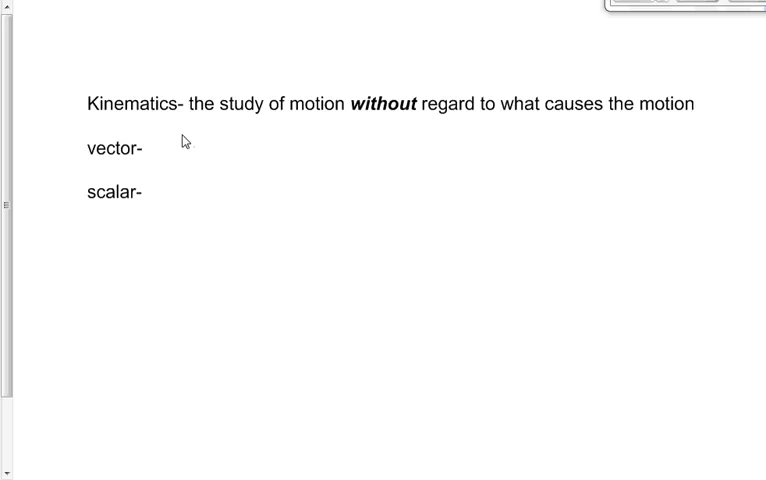 Kinematics- the study of motion without regard to what causes the motion
vector-
scalar-